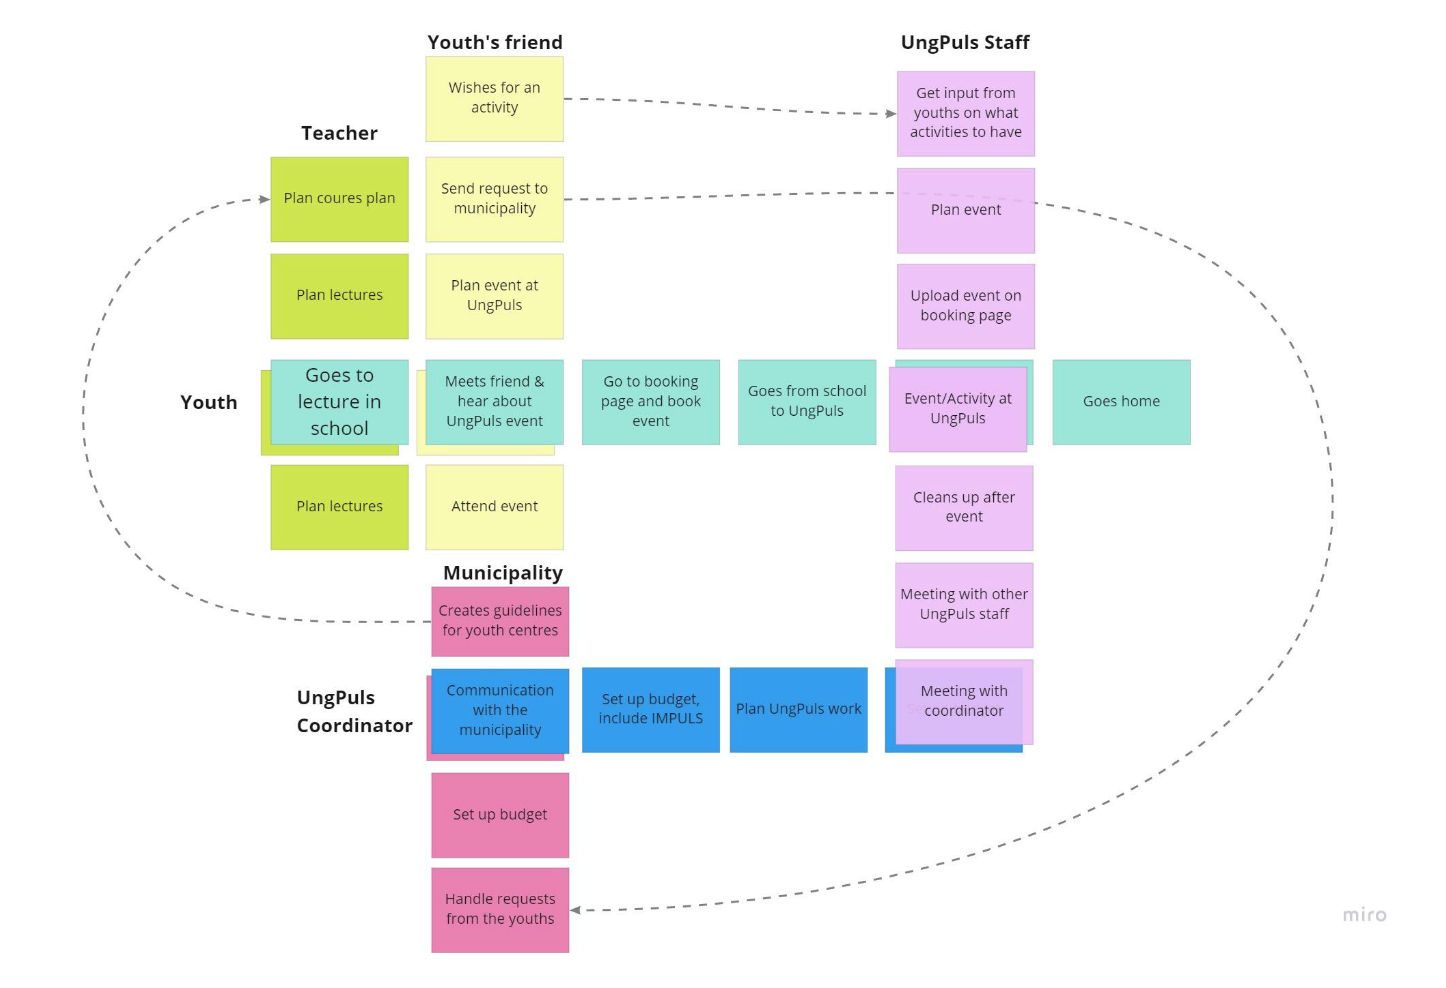 Youth's friend
UngPuls Staff
Wishes for an
activity
Get input from
youths on what
activities to have
Teacher
Plan coures plan
Send request to
municipality
Plan event
Plan lectures
Plan event at
UngPuls
Upload event on
booking page
Youth
Goes to
lecture in
school
Meets friend &
hear about
UngPuls event
Go to booking
page and book
event
Goes from school
to UngPuls
Event/Activity at
UngPuls
Goes home
Plan lectures
Attend event
Cleans up after
event
Municipality
Creates guidelines
for youth centres
Meeting with other
UngPuls staff
UngPuls
Coordinator
Communication
with the
municipality
Set up budget,
include IMPULS
Plan UngPuls work
Meeting with
coordinator
Set up budget
Handle requests
from the youths
miro